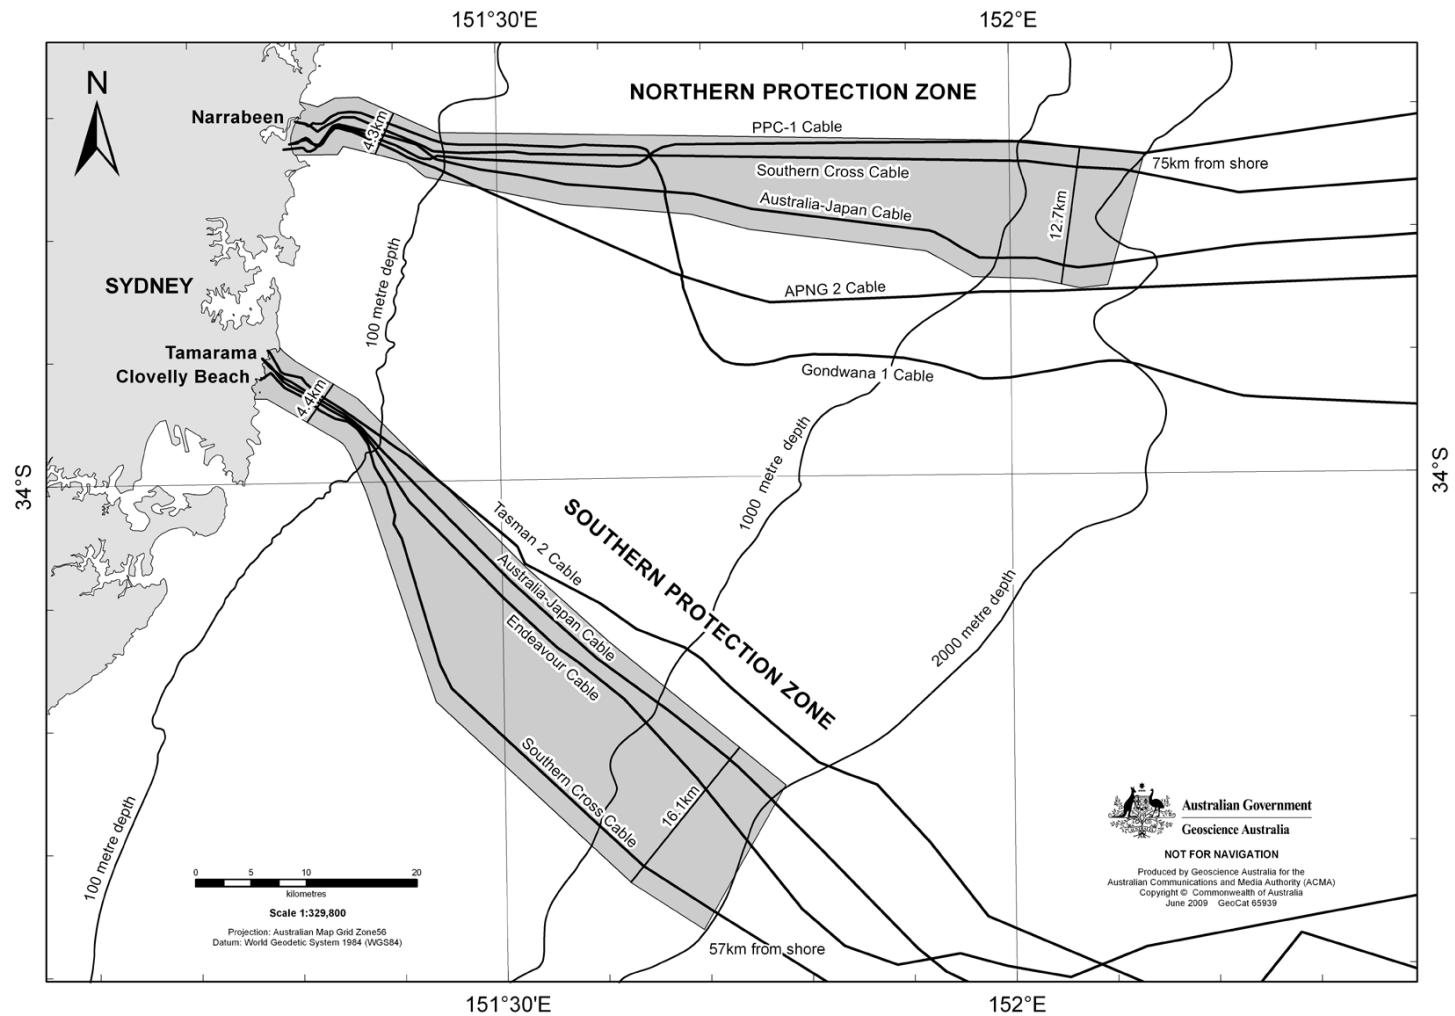 151°30'E
152°E
N
NORTHERN PROTECTION ZONE
Narrabeen
4.3km
PPC-1 Cable
75km from shore
Southern Cross Cable
Australia-Japan Cable
12.7km
100 metre depth
SYDNEY
APNG 2 Cable
Tamarama
Clovelly Beach
Gondwana 1 Cable
4.4km
1000 metre depth
34°S
34°S
Tasman 2 Cable
SOUTHERN PROTECTION ZONE
Australia-Japan Cable
Endeavour Cable
2000 metre depth
Southern Cross Cable
16.1km
100 metre depth
57km from shore
0 5 10 20
kilometres
Scale 1:329,800
Projection: Australian Map Grid Zone56
Datum: World Geodetic System 1984 (WGS84)
Australian Government
Geoscience Australia
NOT FOR NAVIGATION
Produced by Geoscience Australia for the
Australian Communications and Media Authority (ACMA)
Copyright © Commonwealth of Australia
June 2009 GeoCat 65939
151°30'E
152°E